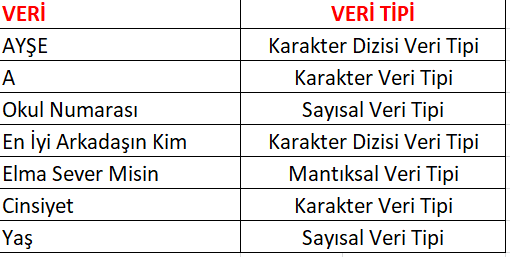 VERİ VERİ TİPİ
AYŞE Karakter Dizisi Veri Tipi
A Karakter Veri Tipi
Okul Numarası Sayısal Veri Tipi
En İyi Arkadaşın Kim Karakter Dizisi Veri Tipi
Elma Sever Misin Mantıksal Veri Tipi
Cinsiyet Karakter Veri Tipi
Yaş Sayısal Veri Tipi